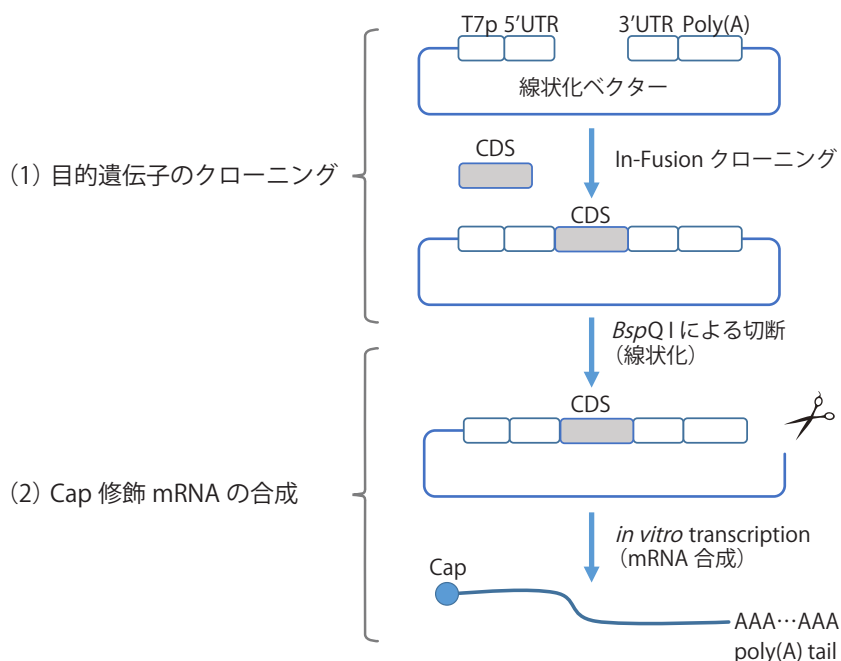 T7p 5'UTR 3'UTR Poly(A)
線状化ベクター
(1) 目的遺伝子のクローニング
CDS
In-Fusion クローニング
CDS
BspQ I による切断
(線状化)
CDS
(2) Cap 修飾 mRNA の合成
in vitro transcription
(mRNA 合成)
Cap
AAA…AAA
poly(A) tail